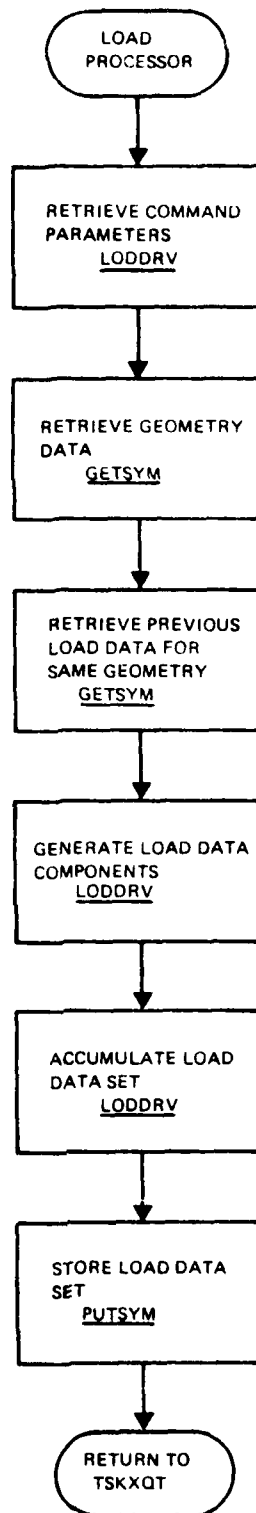 LOAD
PROCESSOR
RETRIEVE COMMAND
PARAMETERS
LODDRV
RETRIEVE GEOMETRY
DATA
GETSYM
RETRIEVE PREVIOUS
LOAD DATA FOR
SAME GEOMETRY
GETSYM
GENERATE LOAD DATA
COMPONENTS
LODDRV
ACCUMULATE LOAD
DATA SET
LODDRV
STORE LOAD DATA
SET
PUTSYM
RETURN TO
TSKXQT